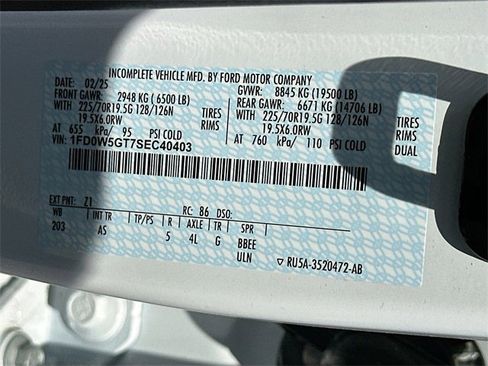 INCOMPLETE VEHICLE MFD. BY FORD MOTOR COMPANY
DATE: 02/25 GVWR: 8845 KG (19500 LB)
FRONT GAWR: 2948 KG (6500 LB) REAR GAWR: 6671 KG (14706 LB)
WITH 225/70R19.5G 128/126N TIRES WITH 225/70R19.5G 128/126N TIRES
19.5X6.0RW RIMS 19.5X6.0RW RIMS
AT 655 kPa/ 95 PSI COLD AT 760 kPa/ 110 PSI COLD DUAL
VIN: 1FD0W5GT7SEC40403
EXT PNT: Z1 RC: 86 DSO:
WB INT TR TP/PS R AXLE TR SPR
203 AS 5 4L G BBEE
ULN
RU5A-3520472-AB